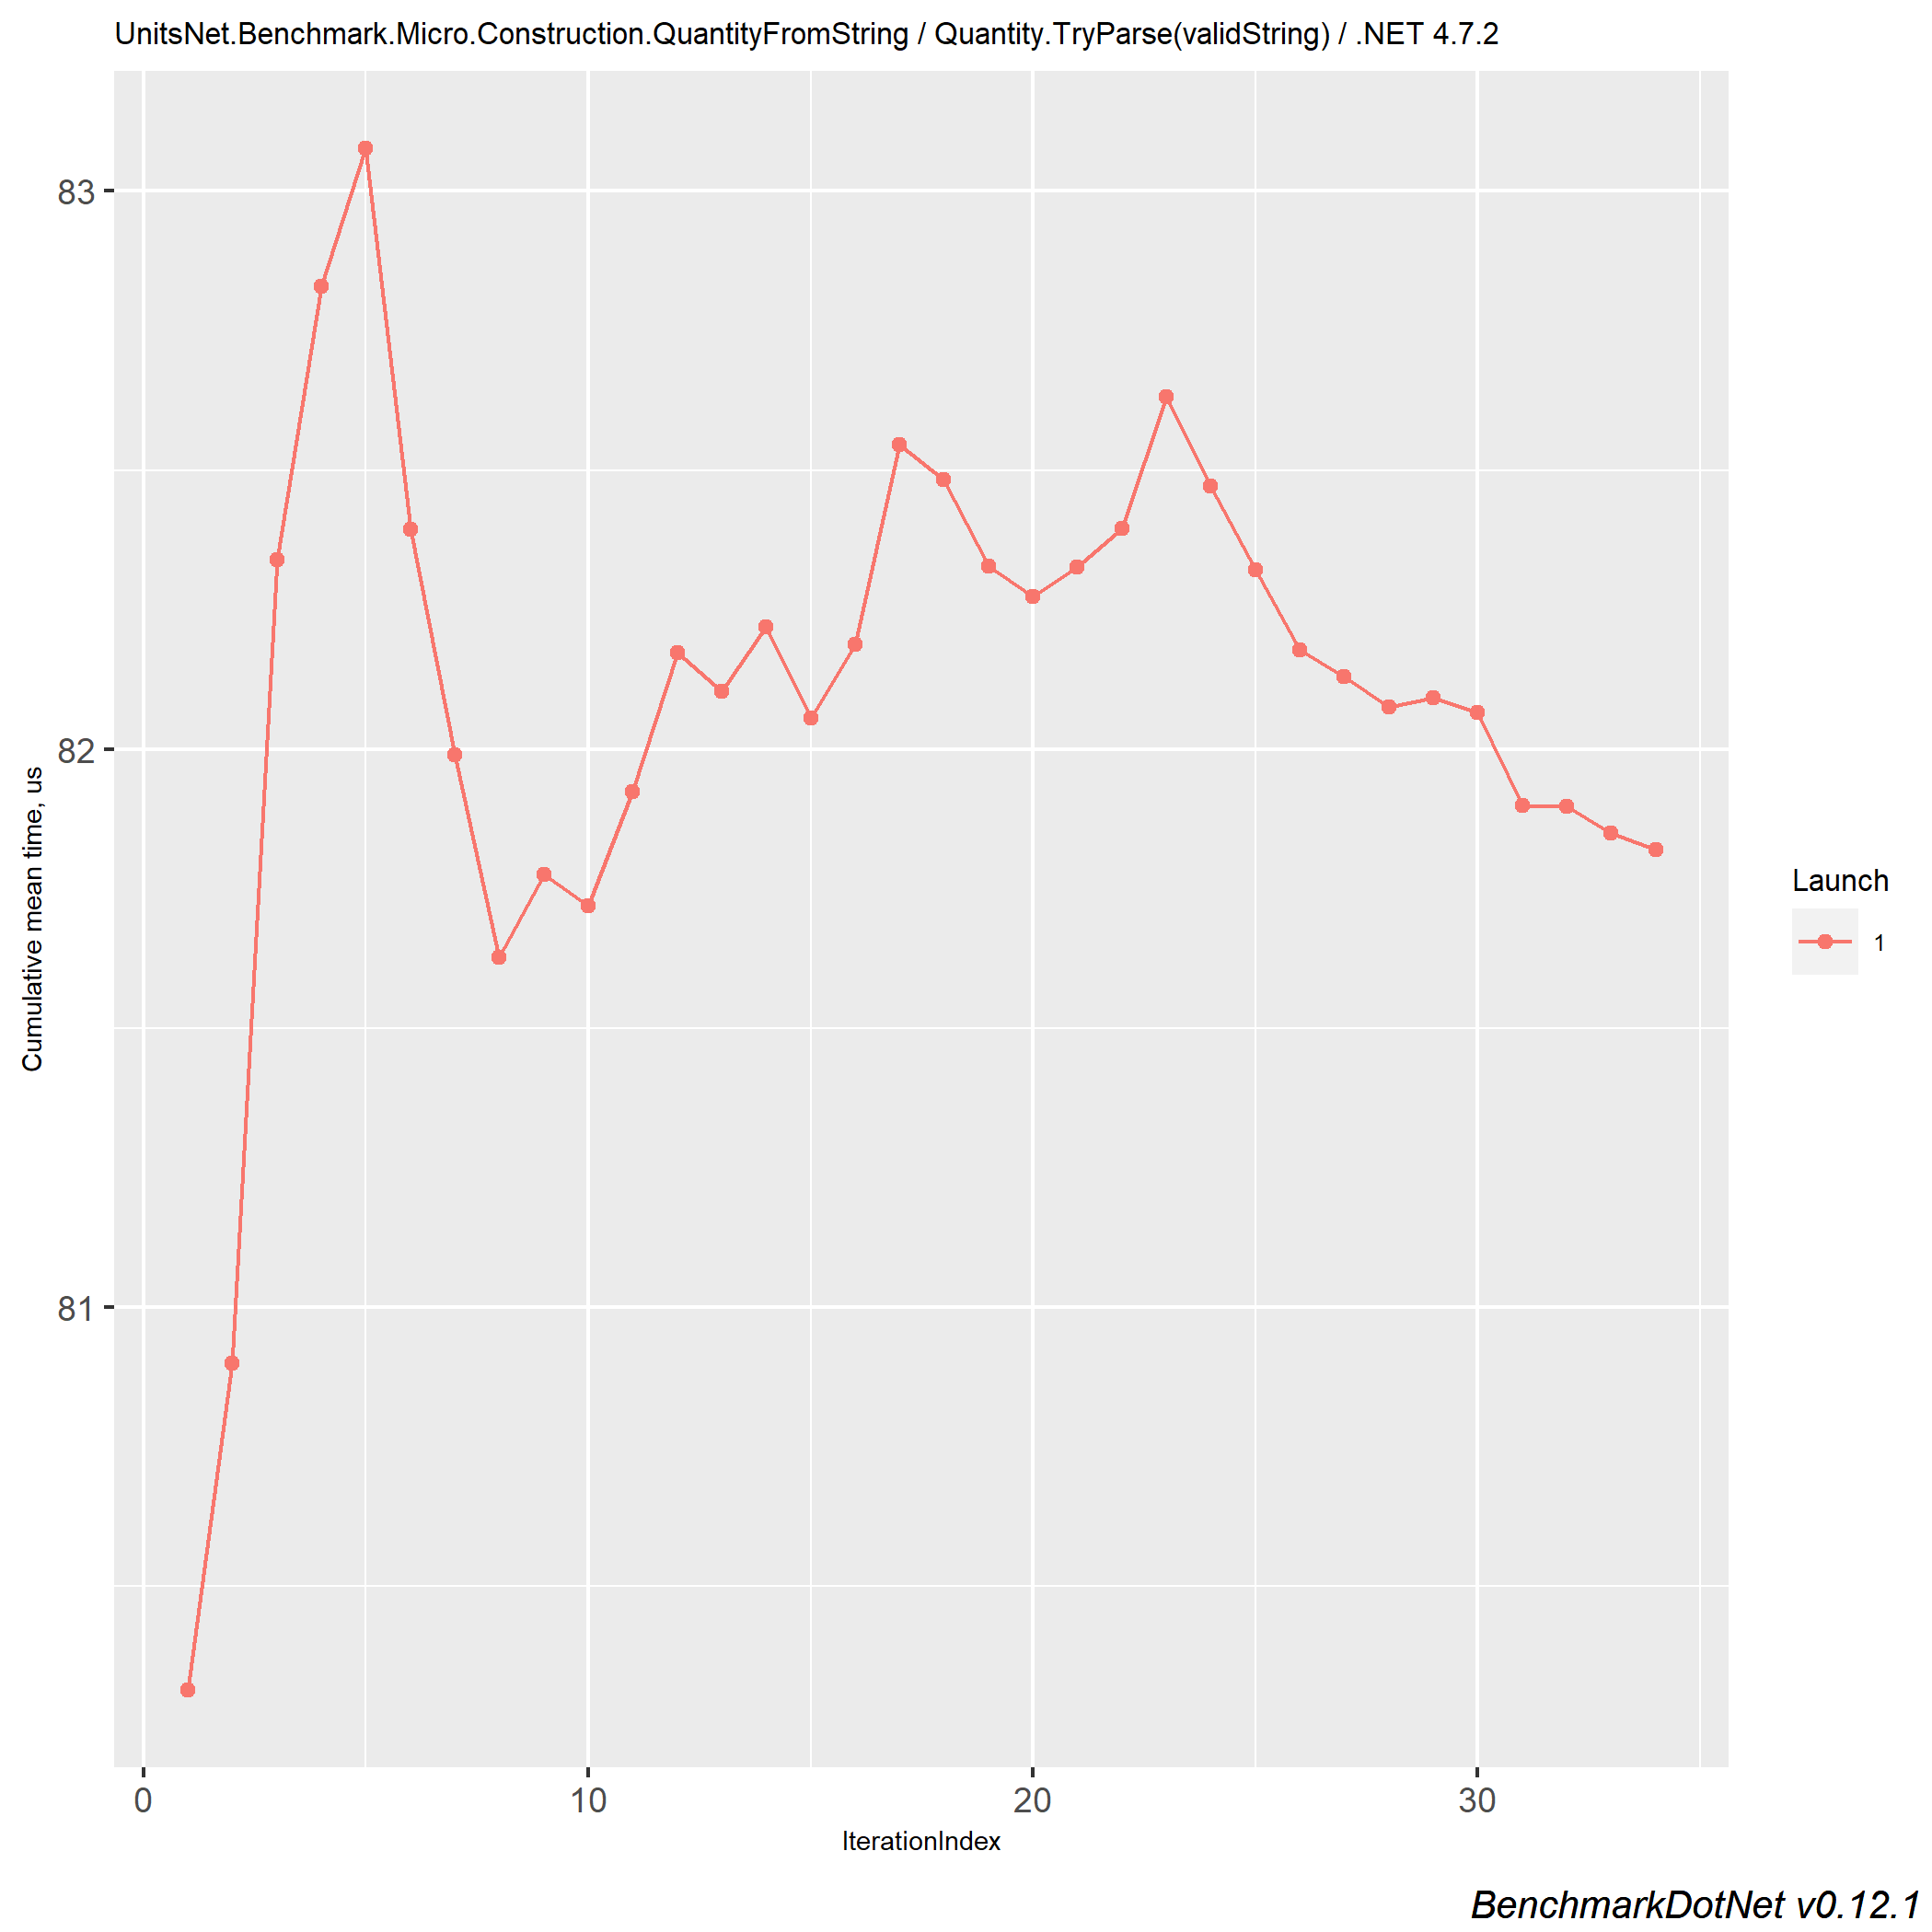 UnitsNet.Benchmark.Micro.Construction.QuantityFromString / Quantity.TryParse(validString) / .NET 4.7.2
83
82
81
Cumulative mean time, us
0 10 20 30
IterationIndex
Launch
1
BenchmarkDotNet v0.12.1